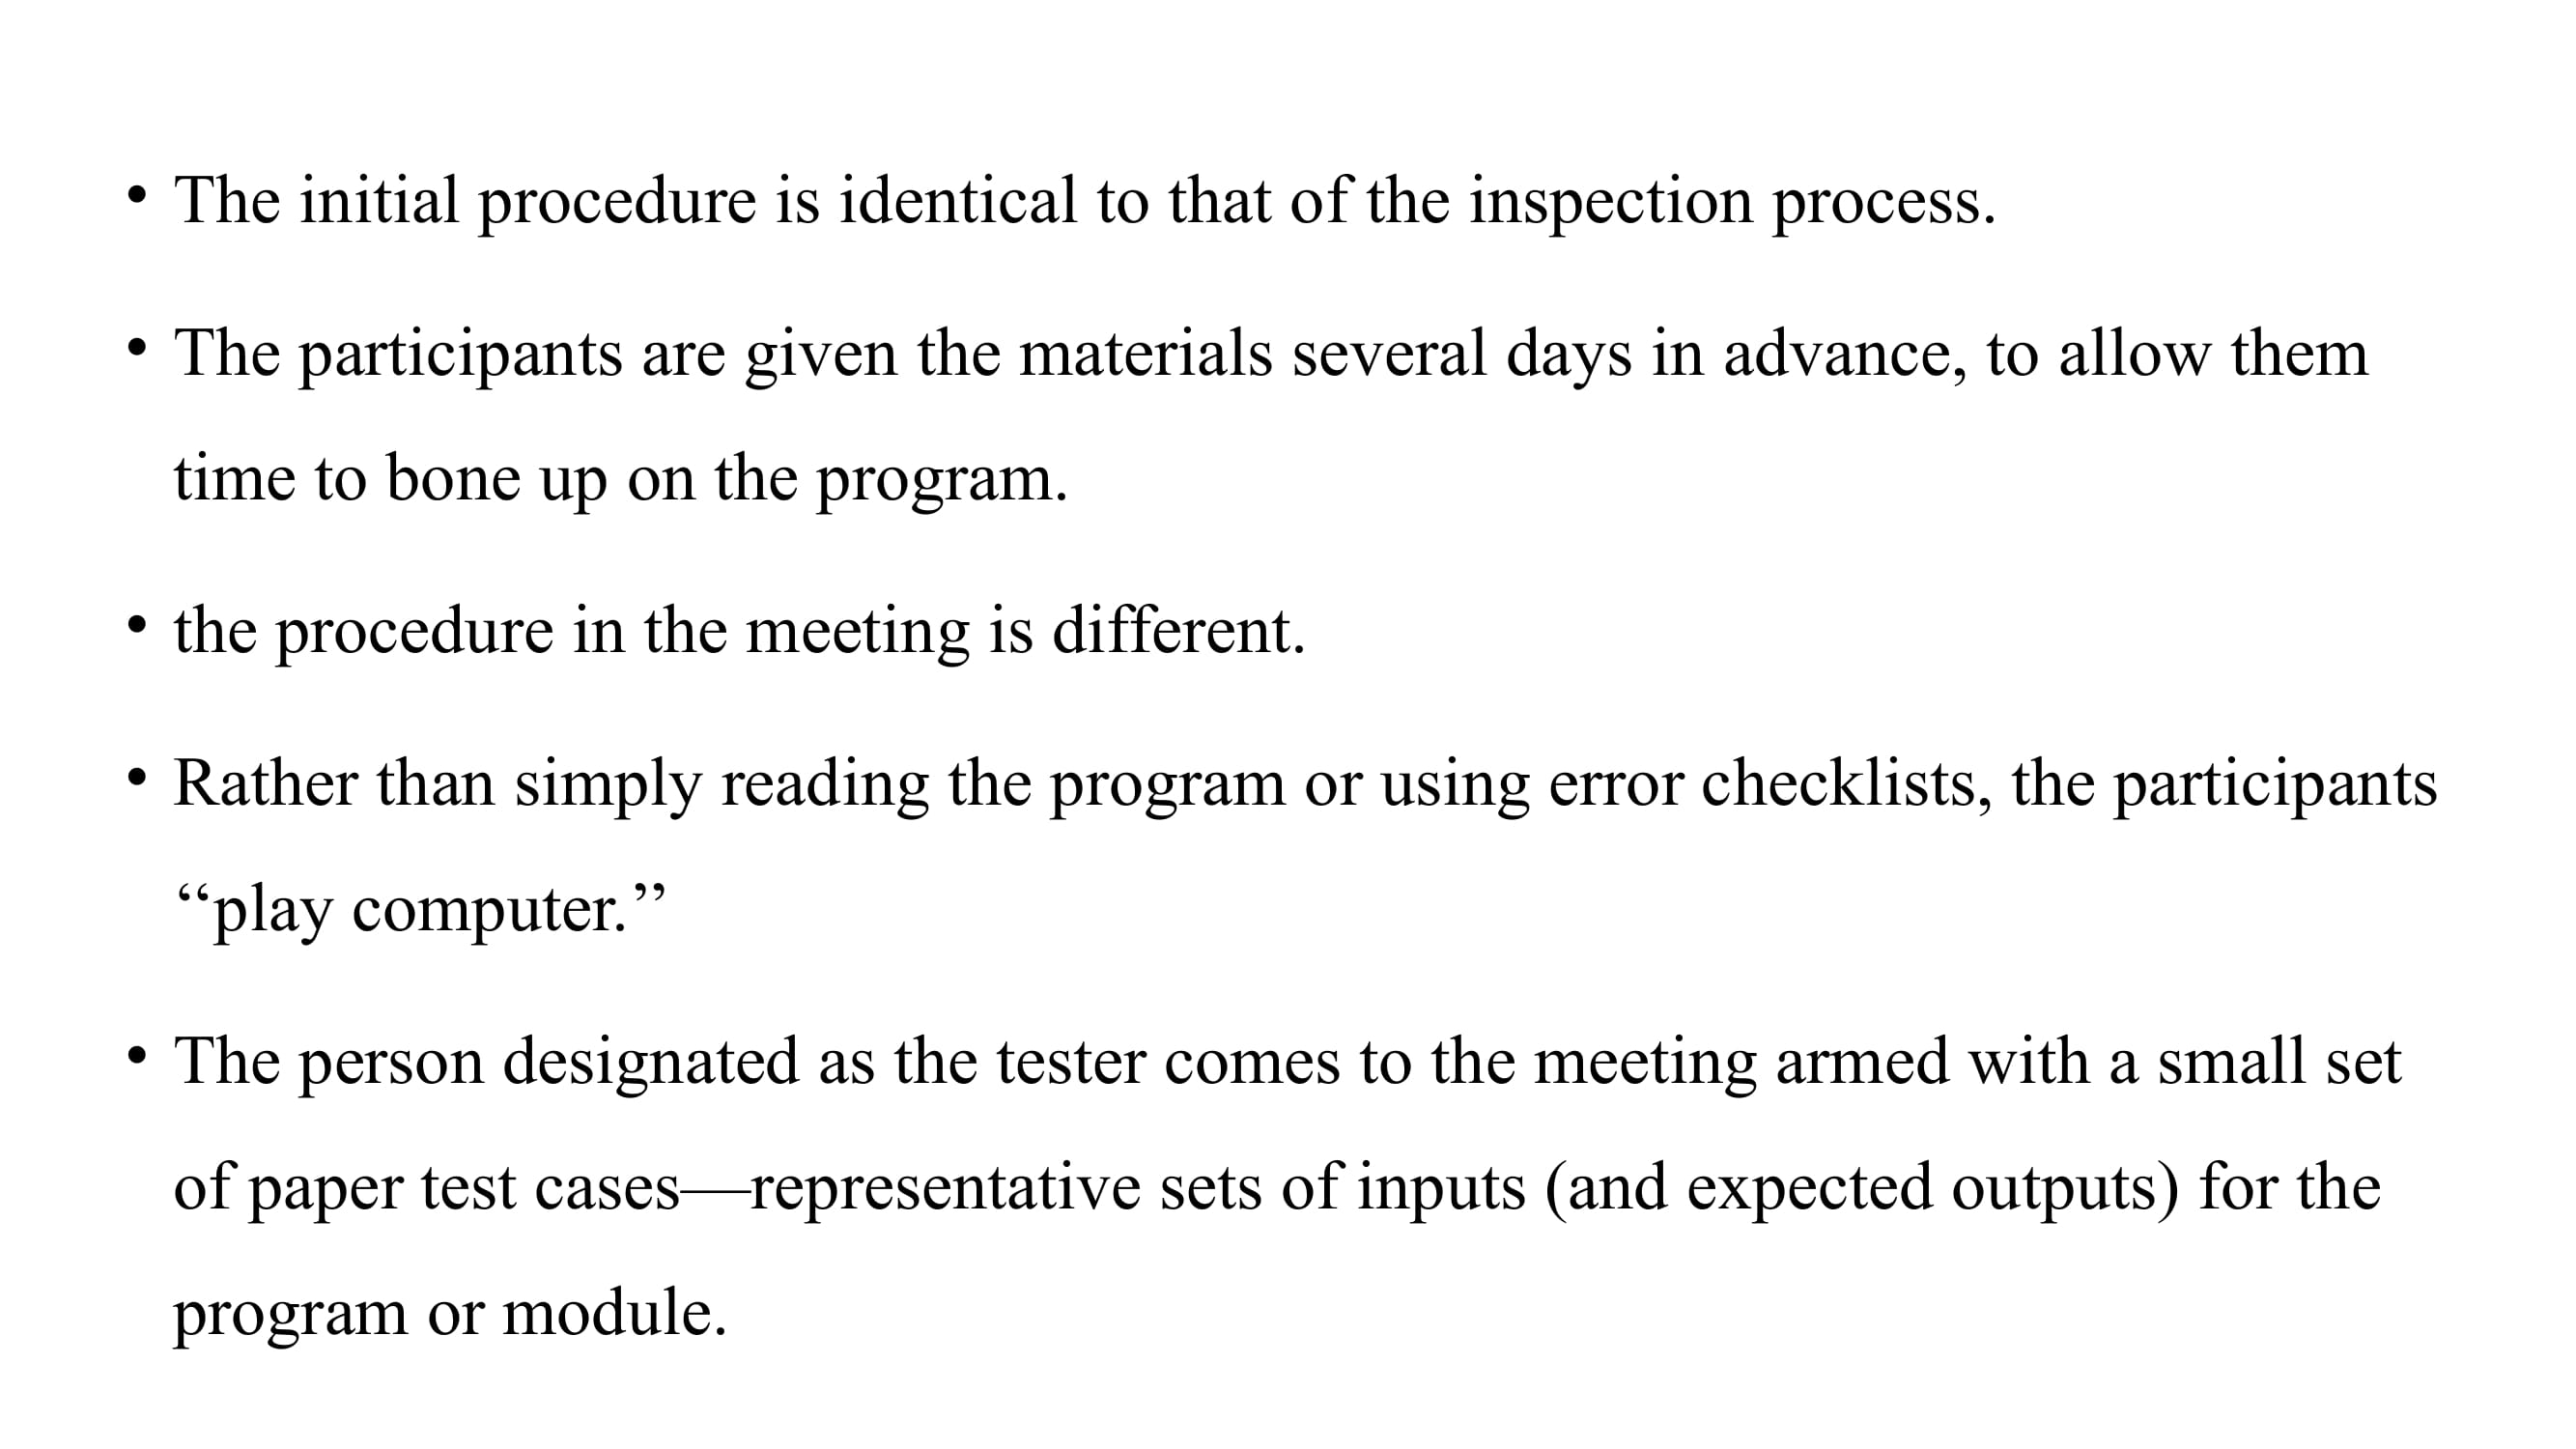 • The initial procedure is identical to that of the inspection process.
• The participants are given the materials several days in advance, to allow them
time to bone up on the program.
• the procedure in the meeting is different.
• Rather than simply reading the program or using error checklists, the participants
‘‘play computer.’’
• The person designated as the tester comes to the meeting armed with a small set
of paper test cases—representative sets of inputs (and expected outputs) for the
program or module.